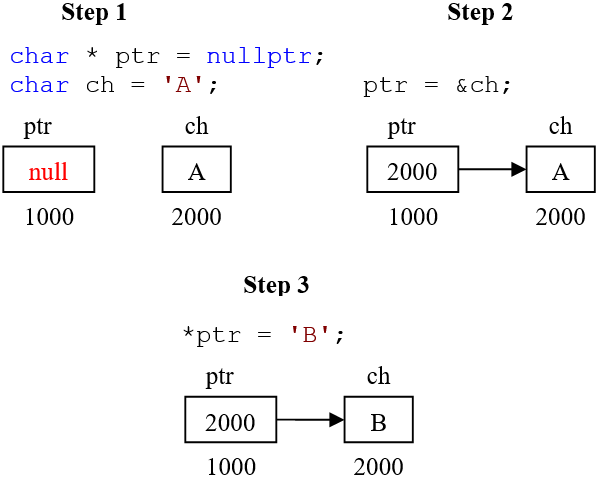 Step 1
char * ptr = nullptr;
char ch = 'A';
ptr ch
null A
1000 2000
Step 2
ptr = &ch;
ptr ch
2000 A
1000 2000
Step 3
*ptr = 'B';
ptr ch
2000 B
1000 2000